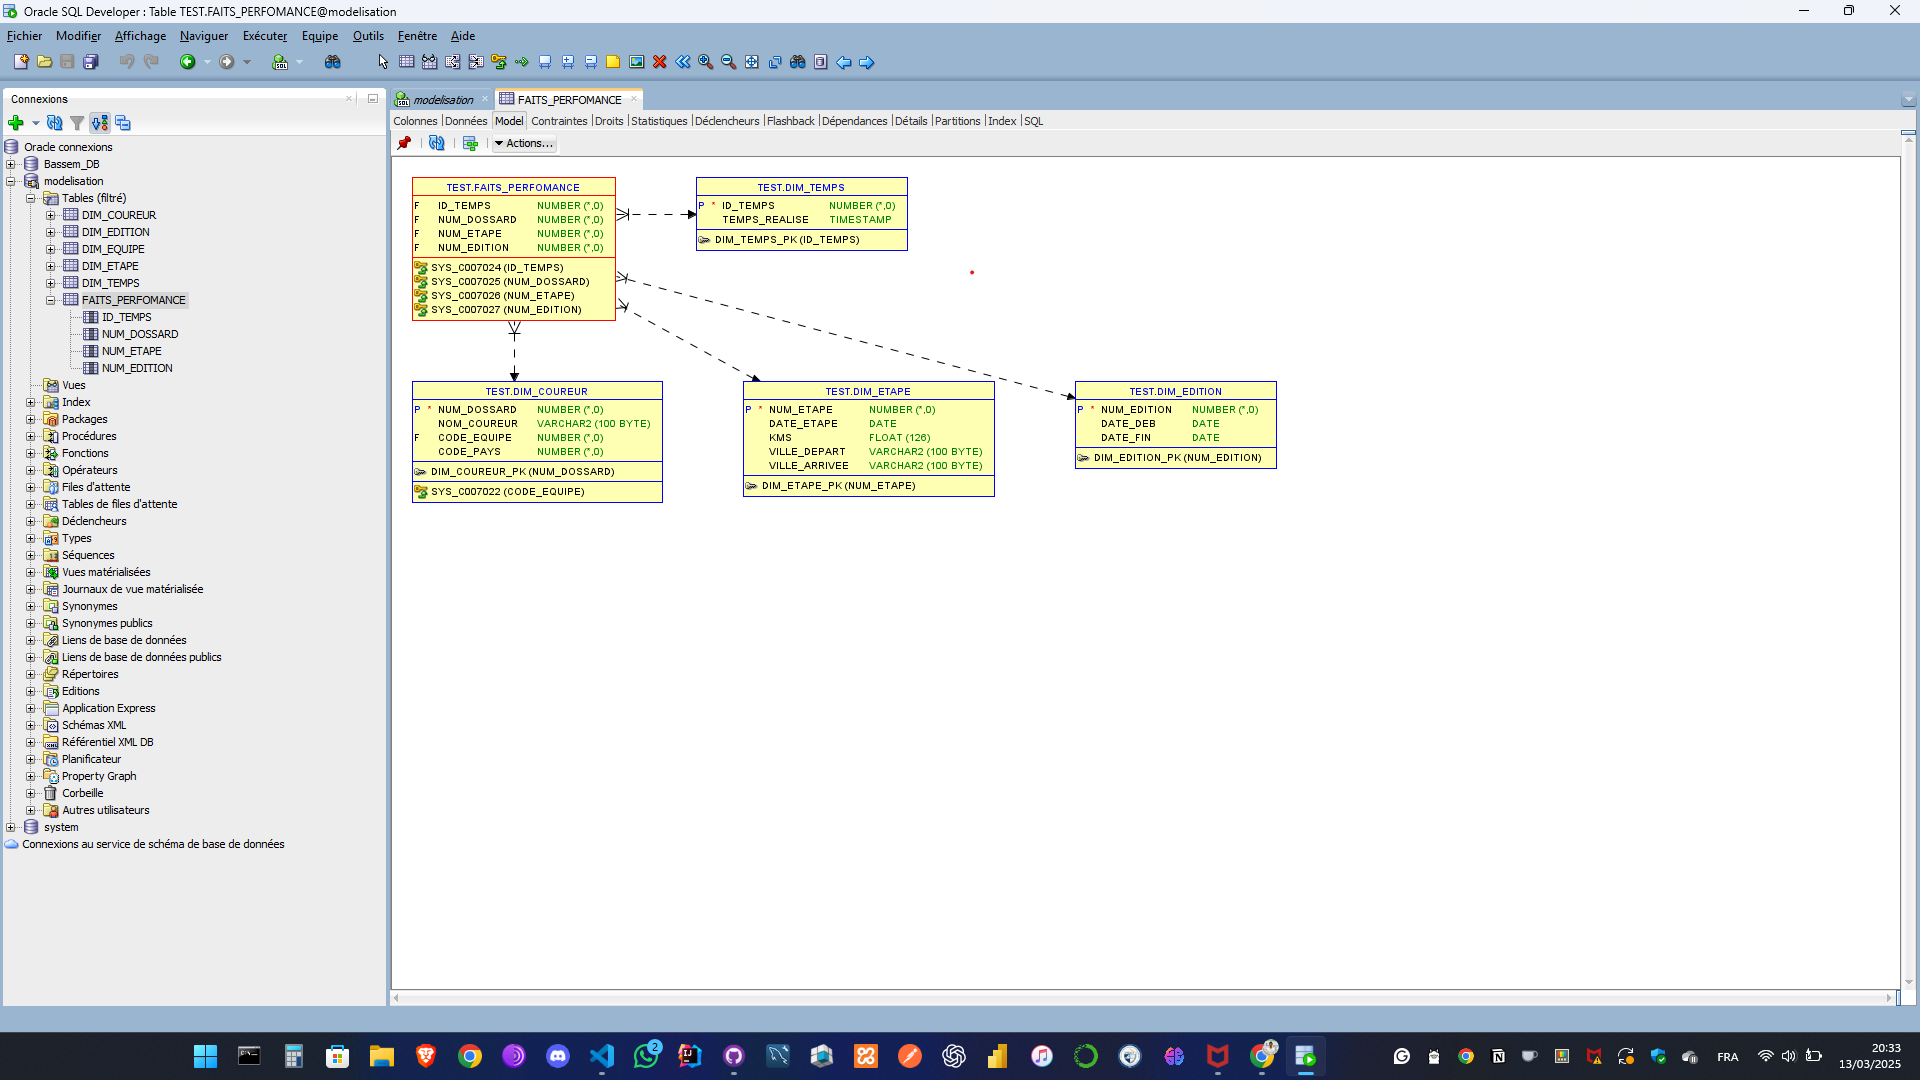 Oracle SQL Developer : Table TEST.FAITS_PERFOMANCE@modelisation
Fichier Modifier Affichage Naviguer Exécuter Equipe Outils Fenêtre Aide
Connexions
Oracle connexions
Bassem_DB
modelisation
Tables (filtré)
DIM_COUREUR
DIM_EDITION
DIM_EQUIPE
DIM_ETAPE
DIM_TEMPS
FAITS_PERFOMANCE
ID_TEMPS
NUM_DOSSARD
NUM_ETAPE
NUM_EDITION
Vues
Index
Packages
Procédures
Fonctions
Opérateurs
Files d'attente
Tables de files d'attente
Déclencheurs
Types
Séquences
Vues matérialisées
Journaux de vue matérialisée
Synonymes
Synonymes publics
Liens de base de données
Liens de base de données publics
Répertoires
Editions
Application Express
Schémas XML
Référentiel XML DB
Planificateur
Property Graph
Corbeille
Autres utilisateurs
system
Connexions au service de schéma de base de données
modelisation FAITS_PERFOMANCE
Colonnes Données Model Contraintes Droits Statistiques Déclencheurs Flashback Dépendances Détails Partitions Index SQL
Actions...
TEST.FAITS_PERFOMANCE
F ID_TEMPS NUMBER (*,0)
F NUM_DOSSARD NUMBER (*,0)
F NUM_ETAPE NUMBER (*,0)
F NUM_EDITION NUMBER (*,0)
SYS_C007024 (ID_TEMPS)
SYS_C007025 (NUM_DOSSARD)
SYS_C007026 (NUM_ETAPE)
SYS_C007027 (NUM_EDITION)
TEST.DIM_TEMPS
P * ID_TEMPS NUMBER (*,0)
TEMPS_REALISE TIMESTAMP
DIM_TEMPS_PK (ID_TEMPS)
TEST.DIM_COUREUR
P * NUM_DOSSARD NUMBER (*,0)
NOM_COUREUR VARCHAR2 (100 BYTE)
F CODE_EQUIPE NUMBER (*,0)
CODE_PAYS NUMBER (*,0)
DIM_COUREUR_PK (NUM_DOSSARD)
SYS_C007022 (CODE_EQUIPE)
TEST.DIM_ETAPE
P * NUM_ETAPE NUMBER (*,0)
DATE_ETAPE DATE
KMS FLOAT (126)
VILLE_DEPART VARCHAR2 (100 BYTE)
VILLE_ARRIVEE VARCHAR2 (100 BYTE)
DIM_ETAPE_PK (NUM_ETAPE)
TEST.DIM_EDITION
P * NUM_EDITION NUMBER (*,0)
DATE_DEB DATE
DATE_FIN DATE
DIM_EDITION_PK (NUM_EDITION)
2
FRA
20:33
13/03/2025